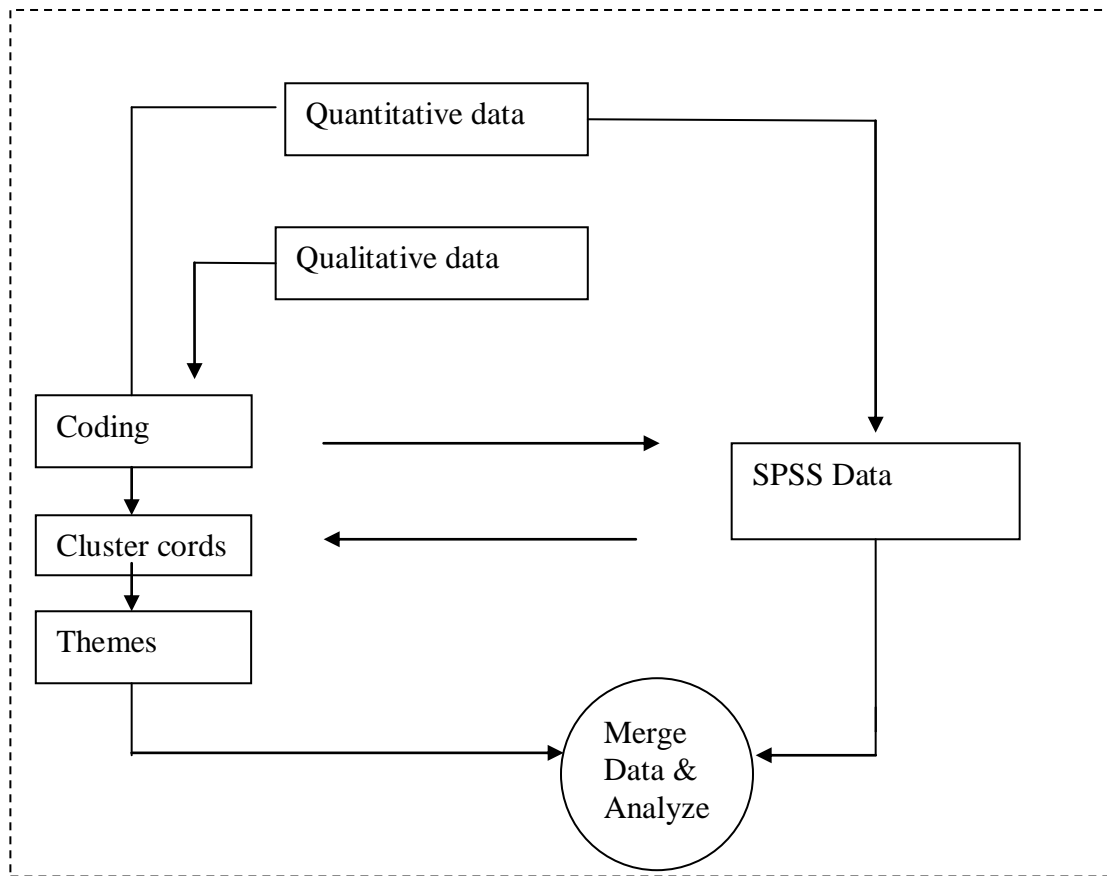 Quantitative data
Qualitative data
Coding
SPSS Data
Cluster cords
Themes
Merge
Data &
Analyze